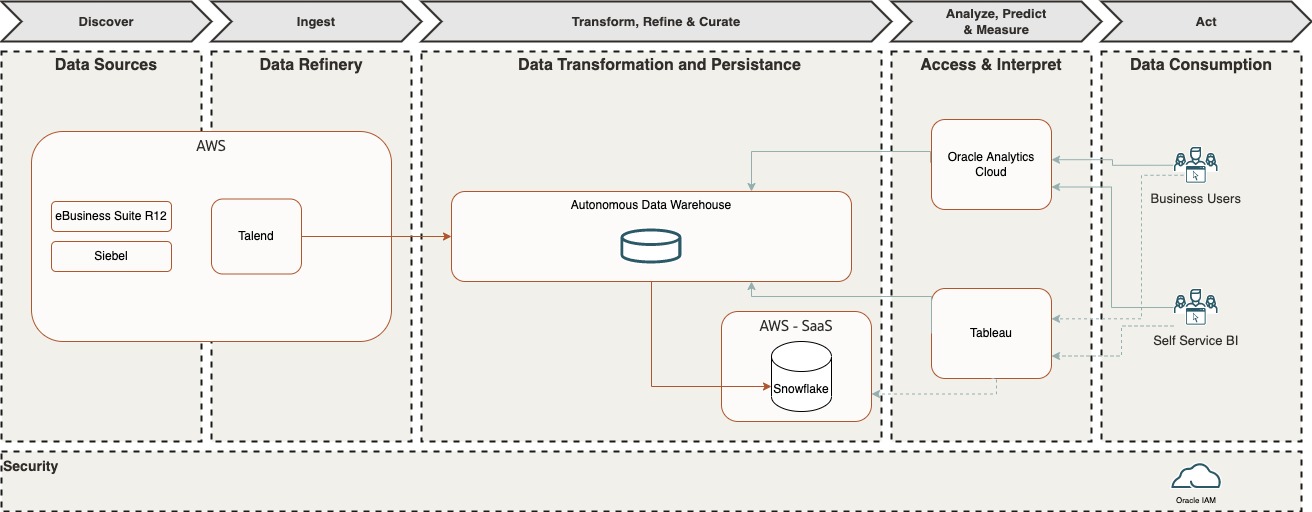 Discover
Ingest
Transform, Refine & Curate
Analyze, Predict
& Measure
Act
Data Sources
Data Refinery
Data Transformation and Persistance
Access & Interpret
Data Consumption
AWS
eBusiness Suite R12
Siebel
Talend
Autonomous Data Warehouse
AWS - SaaS
Snowflake
Oracle Analytics
Cloud
Tableau
Business Users
Self Service BI
Security
Oracle IAM